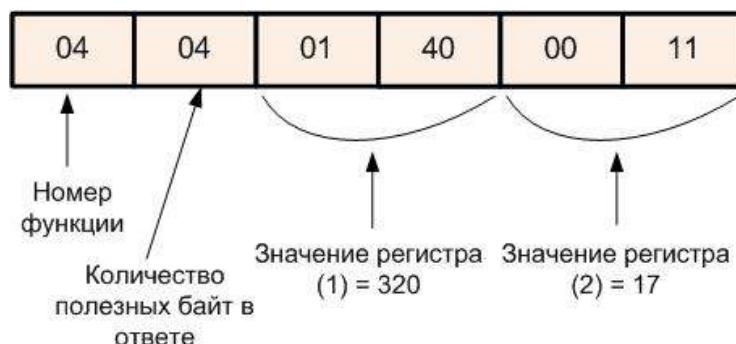 04 04 01 40 00 11
Номер
функции
Количество
полезных байт в
ответе
Значение регистра
(1) = 320
Значение регистра
(2) = 17